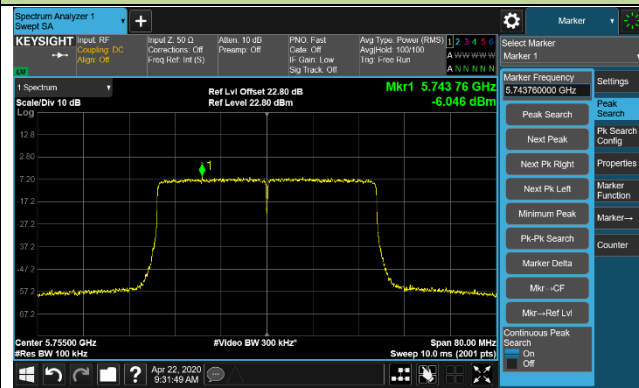 Spectrum Analyzer 1
Swept SA
Marker
KEYSIGHT
Input: RF
Coupling: DC
Align: Off
Input Z: 50 Ω
Corrections: Off
Freq Ref: Int (S)
Atten: 10 dB
Preamp: Off
PNO: Fast
Gate: Off
IF Gain: Low
Sig Track: Off
Avg Type: Power (RMS)
Avg|Hold: 100/100
Trig: Free Run
1 2 3 4 5 6
A W W W W W
A N N N N N
LXI
Select Marker
Marker 1
1 Spectrum
Scale/Div 10 dB
Log
Ref Lvl Offset 22.80 dB
Ref Level 22.80 dBm
Mkr1 5.743 76 GHz
-6.046 dBm
12.8
2.80
-7.20
-17.2
-27.2
-37.2
-47.2
-57.2
-67.2
1
Center 5.75500 GHz
#Res BW 100 kHz
#Video BW 300 kHz*
Span 80.00 MHz
Sweep 10.0 ms (2001 pts)
Marker Frequency
5.743760000 GHz
Peak Search
Next Peak
Next Pk Right
Next Pk Left
Minimum Peak
Pk-Pk Search
Marker Delta
Mkr→CF
Mkr→Ref Lvl
Continuous Peak
Search
On
Off
Settings
Peak
Search
Pk Search
Config
Properties
Marker
Function
Marker→
Counter
Apr 22, 2020
9:31:49 AM